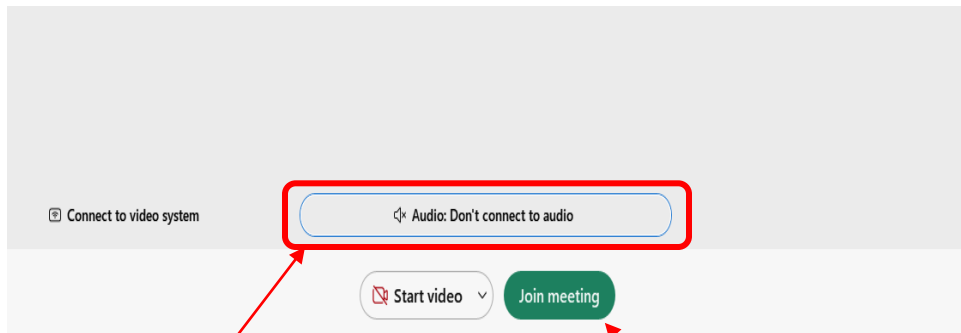 Connect to video system
Audio: Don't connect to audio
Start video
Join meeting